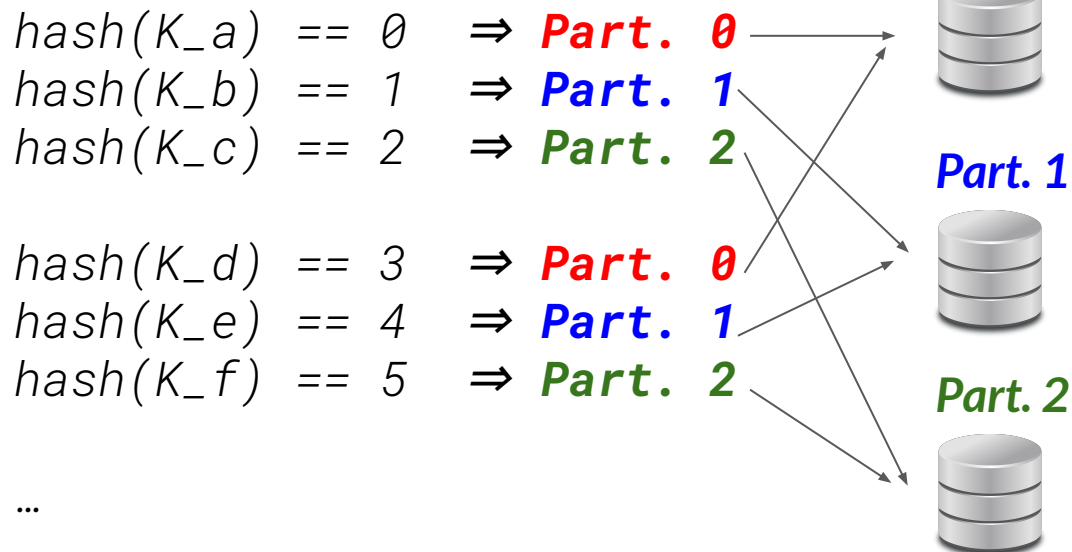 hash(K_a) == 0 ⇒ Part. 0
hash(K_b) == 1 ⇒ Part. 1
hash(K_c) == 2 ⇒ Part. 2
hash(K_d) == 3 ⇒ Part. 0
hash(K_e) == 4 ⇒ Part. 1
hash(K_f) == 5 ⇒ Part. 2
…
Part. 1
Part. 2